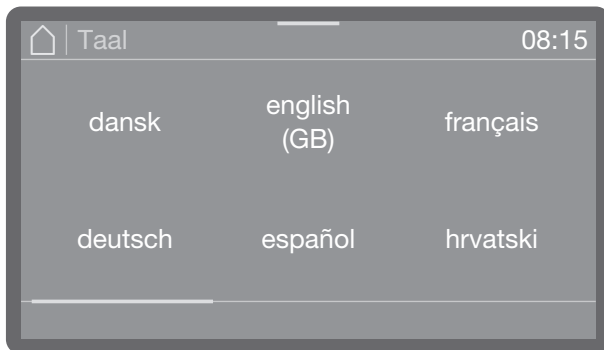 Taal
08:15
dansk
english
(GB)
français
deutsch
español
hrvatski